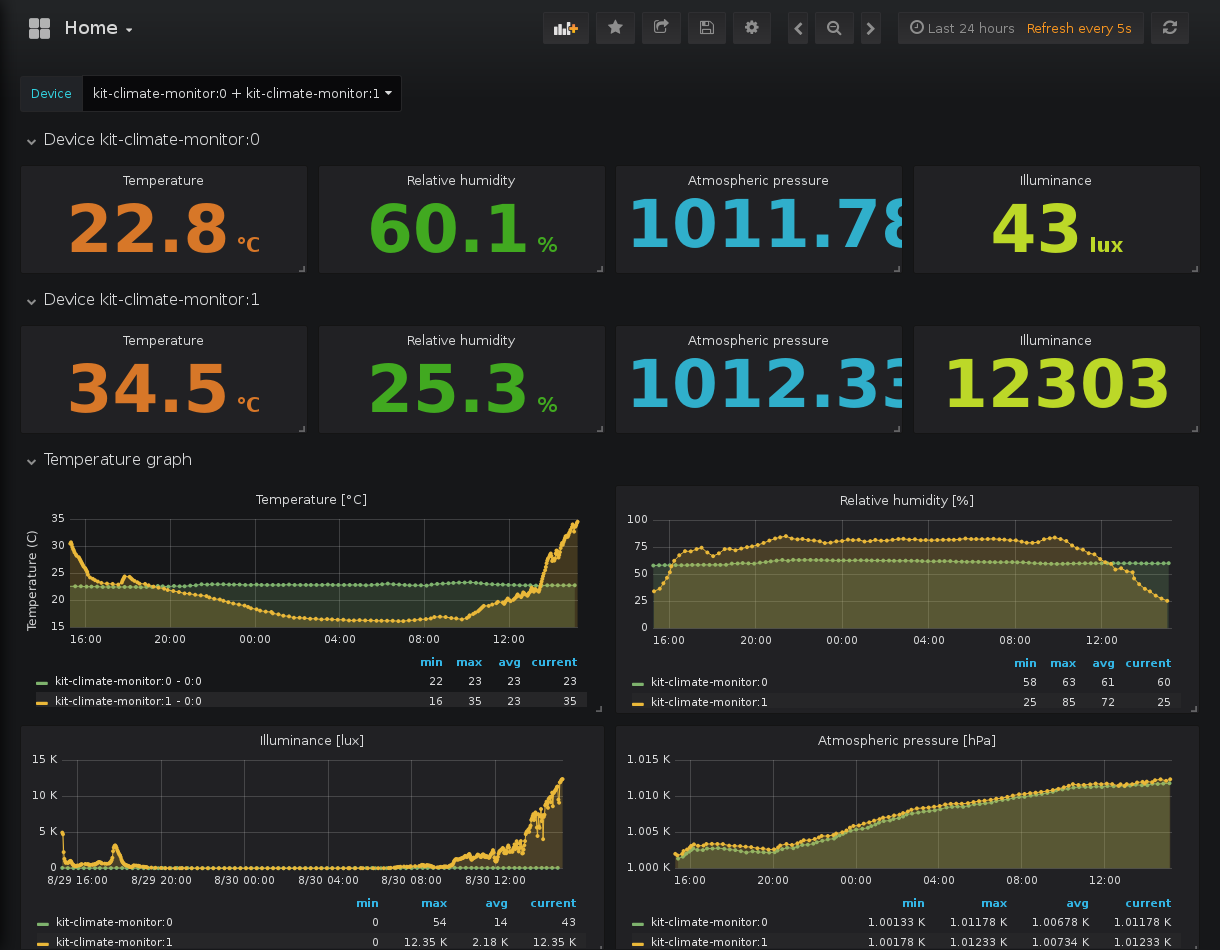 Home
Last 24 hours Refresh every 5s
Device kit-climate-monitor:0 + kit-climate-monitor:1
Device kit-climate-monitor:0
Temperature Relative humidity Atmospheric pressure Illuminance
22.8 °C 60.1 % 1011.78 43 lux
Device kit-climate-monitor:1
Temperature Relative humidity Atmospheric pressure Illuminance
34.5 °C 25.3 % 1012.33 12303
Temperature graph
Temperature [°C]
Temperature (C)
35
30
25
20
15
16:00 20:00 00:00 04:00 08:00 12:00
min max avg current
kit-climate-monitor:0 - 0:0 22 23 23 23
kit-climate-monitor:1 - 0:0 16 35 23 35
Relative humidity [%]
100
75
50
25
0
16:00 20:00 00:00 04:00 08:00 12:00
min max avg current
kit-climate-monitor:0 58 63 61 60
kit-climate-monitor:1 25 85 72 25
Illuminance [lux]
15 K
10 K
5 K
0
8/29 16:00 8/29 20:00 8/30 00:00 8/30 04:00 8/30 08:00 8/30 12:00
min max avg current
kit-climate-monitor:0 0 54 14 43
kit-climate-monitor:1 0 12.35 K 2.18 K 12.35 K
Atmospheric pressure [hPa]
1.015 K
1.010 K
1.005 K
1.000 K
16:00 20:00 00:00 04:00 08:00 12:00
min max avg current
kit-climate-monitor:0 1.00133 K 1.01178 K 1.00678 K 1.01178 K
kit-climate-monitor:1 1.00178 K 1.01233 K 1.00734 K 1.01233 K